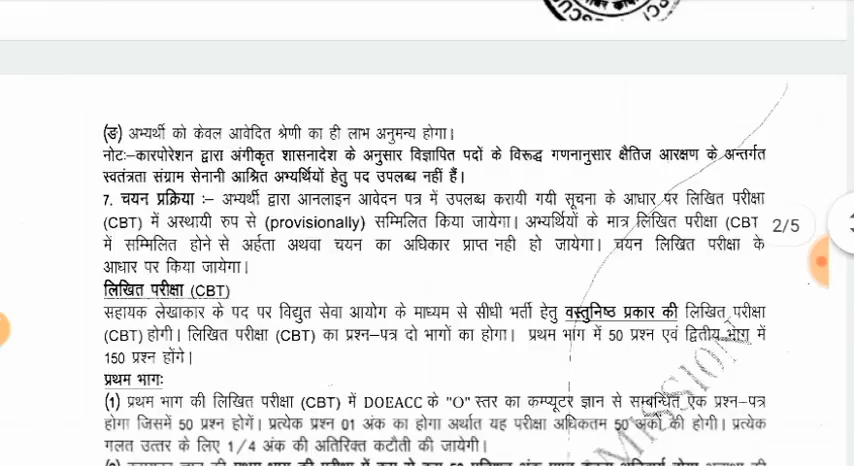 (ङ) अभ्यर्थी को केवल आवेदित श्रेणी का ही लाभ अनुमन्य होगा।
नोटः–कारपोरेशन द्वारा अंगीकृत शासनादेश के अनुसार विज्ञापित पदों के विरूद्ध गणनानुसार क्षैतिज आरक्षण के अन्तर्गत
स्वतंत्रता संग्राम सेनानी आश्रित अभ्यर्थियों हेतु पद उपलब्ध नहीं हैं।
7. चयन प्रक्रिया :– अभ्यर्थी द्वारा आनलाइन आवेदन पत्र में उपलब्ध करायी गयी सूचना के आधार पर लिखित परीक्षा
(CBT) में अस्थायी रुप से (provisionally) सम्मिलित किया जायेगा। अभ्यर्थियों के मात्र लिखित परीक्षा (CBT
2/5
में सम्मिलित होने से अर्हता अथवा चयन का अधिकार प्राप्त नही हो जायेगा। चयन लिखित परीक्षा के
आधार पर किया जायेगा।
लिखित परीक्षा (CBT)
सहायक लेखाकार के पद पर विद्युत सेवा आयोग के माध्यम से सीधी भर्ती हेतु वस्तुनिष्ठ प्रकार की लिखित परीक्षा
(CBT) होगी। लिखित परीक्षा (CBT) का प्रश्न–पत्र दो भागों का होगा। प्रथम भाग में 50 प्रश्न एवं द्वितीय भाग में
150 प्रश्न होंगे।
प्रथम भागः
(1) प्रथम भाग की लिखित परीक्षा (CBT) में DOEACC के "O" स्तर का कम्प्यूटर ज्ञान से सम्बन्धित एक प्रश्न–पत्र
होगा जिसमें 50 प्रश्न होगें। प्रत्येक प्रश्न 01 अंक का होगा अर्थात यह परीक्षा अधिकतम 50 अंकों की होगी। प्रत्येक
गलत उत्तर के लिए 1/4 अंक की अतिरिक्त कटौती की जायेगी।